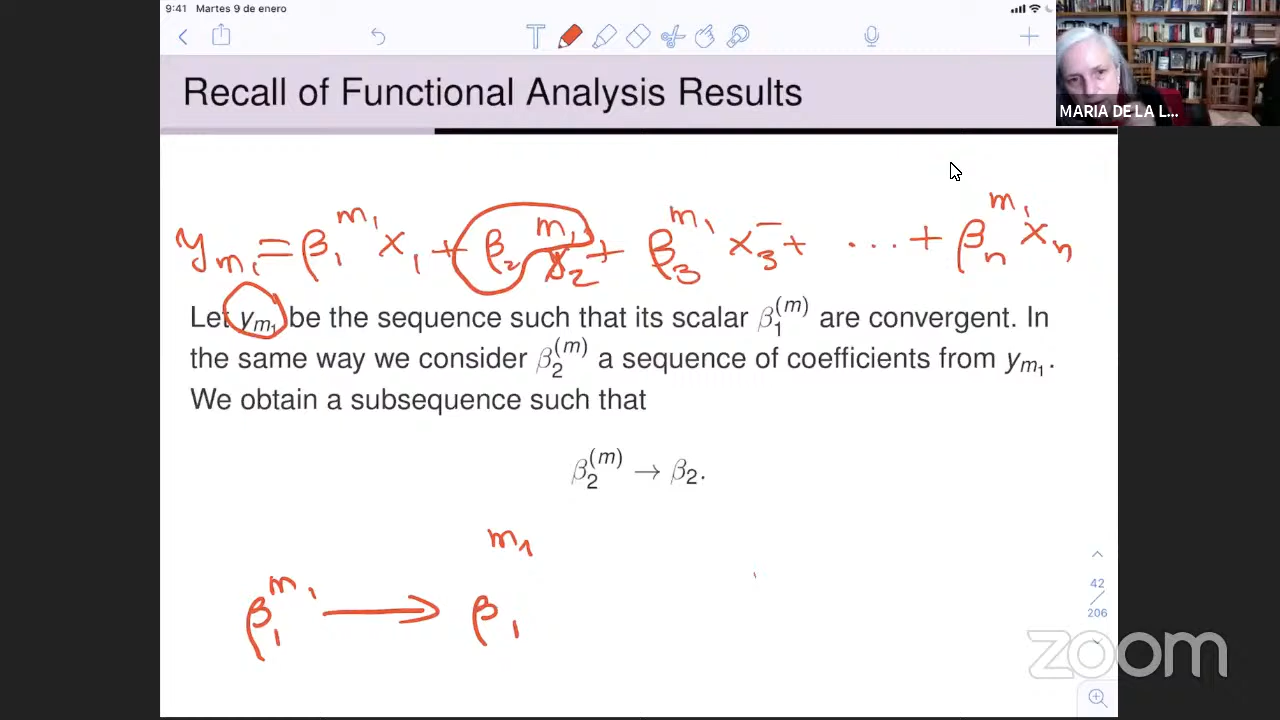 9:41 Martes 9 de enero
Recall of Functional Analysis Results
MARIA DE LA L...
y_{m_1} = β_1^{m_1} x_1 + β_2^{m_1} x_2 + β_3^{m_1} x_3 + ... + β_n^{m_1} x_n
Let y_{m_1} be the sequence such that its scalar β_1^{(m)} are convergent. In
the same way we consider β_2^{(m)} a sequence of coefficients from y_{m_1}.
We obtain a subsequence such that
β_2^{(m)} → β_2.
m_1
β_1^{m_1} → β_1
42
206
zoom